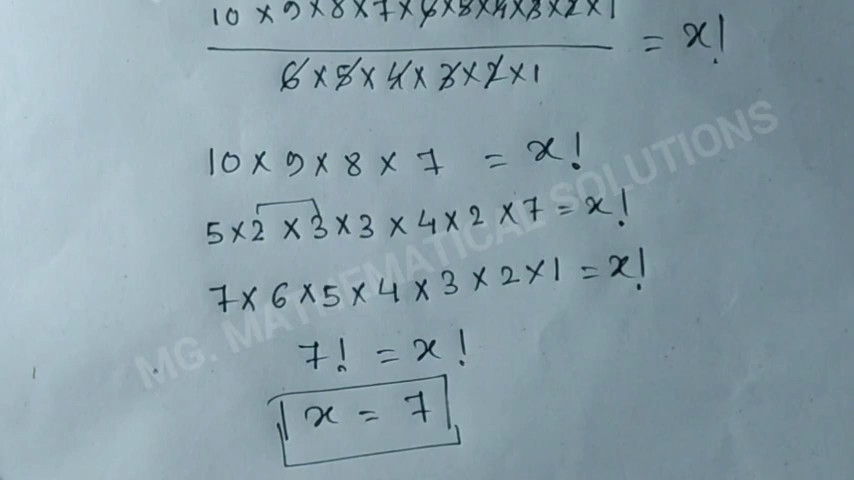 10 × 9 × 8 × 7 × 6 × 5 × 4 × 3 × 2 × 1
6 × 5 × 4 × 3 × 2 × 1 = x!
10 × 9 × 8 × 7 = x!
5 × 2 × 3 × 3 × 4 × 2 × 7 = x!
7 × 6 × 5 × 4 × 3 × 2 × 1 = x!
7! = x!
x = 7
MG. MATHEMATICAL SOLUTIONS